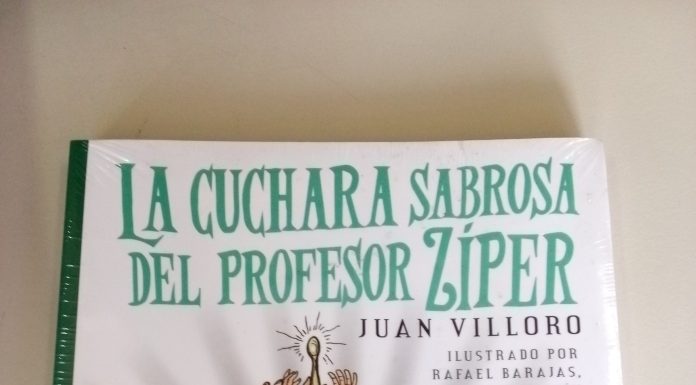 LA CUCHARA SABROSA
DEL PROFESOR ZÍPER
JUAN VILLORO
ILUSTRADO POR
RAFAEL BARAJAS,